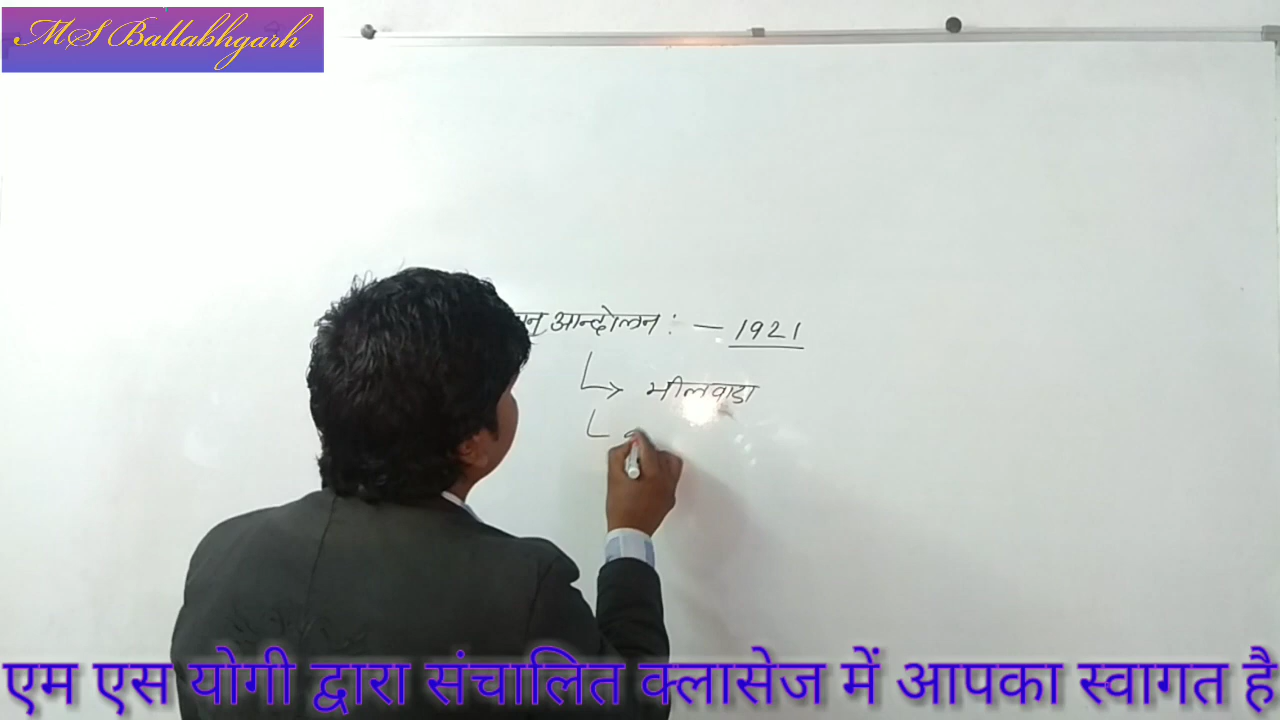 MS Ballabhgarh
आन्दोलन : - 1921
भीलवाडा
एम एस योगी द्वारा संचालित क्लासेज में आपका स्वागत है